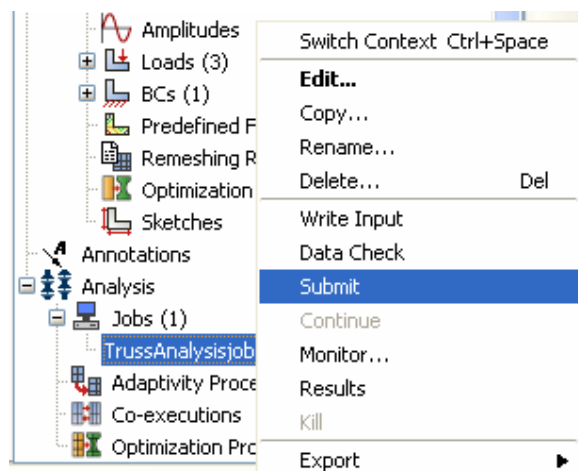 Amplitudes
Loads (3)
BCs (1)
Predefined F
Remeshing R
Optimization
Sketches
Annotations
Analysis
Jobs (1)
TrussAnalysisjob
Adaptivity Proce
Co-executions
Optimization Pro
Switch Context Ctrl+Space
Edit...
Copy...
Rename...
Delete... Del
Write Input
Data Check
Submit
Continue
Monitor...
Results
Kill
Export